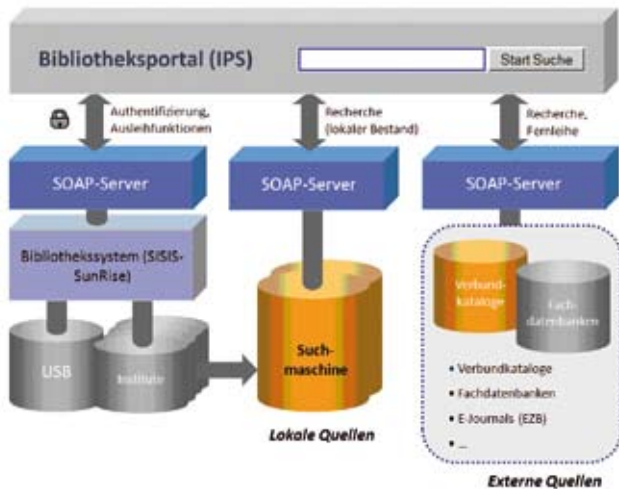 Bibliotheksportal (IPS)
Start Suche
Authentifizierung,
Ausleihfunktionen
Recherche
(lokaler Bestand)
Recherche,
Fernleihe
SOAP-Server
SOAP-Server
SOAP-Server
Bibliothekssystem (SISIS-
SunRise)
USB
Institute
Such-
maschine
Lokale Quellen
Verbund-
kataloge
Fach-
datenbanken
• Verbundkataloge
• Fachdatenbanken
• E-Journals (EZB)
• ...
Externe Quellen